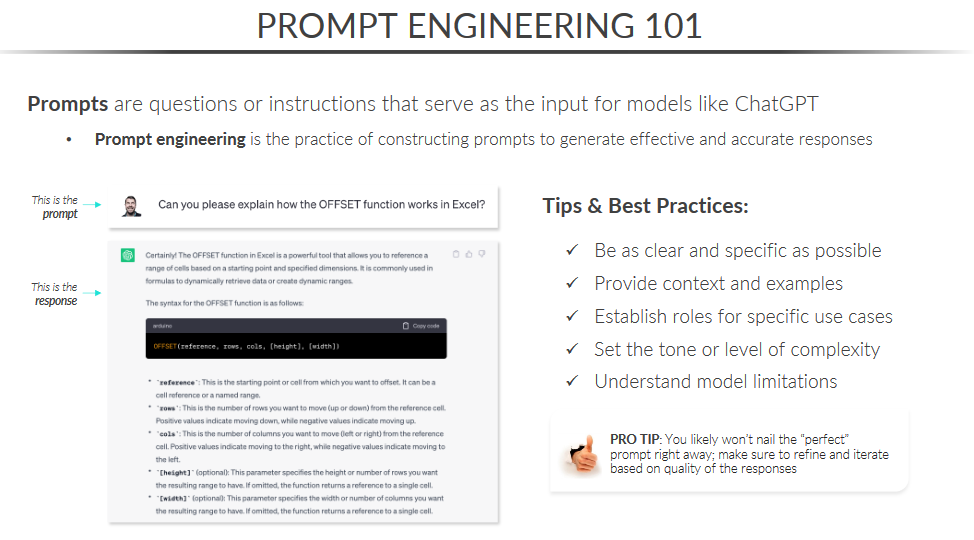 PROMPT ENGINEERING 101
Prompts are questions or instructions that serve as the input for models like ChatGPT
• Prompt engineering is the practice of constructing prompts to generate effective and accurate responses
This is the
prompt
Can you please explain how the OFFSET function works in Excel?
This is the
response
Certainly! The OFFSET function in Excel is a powerful tool that allows you to reference a
range of cells based on a starting point and specified dimensions. It is commonly used in
formulas to dynamically retrieve data or create dynamic ranges.
The syntax for the OFFSET function is as follows:
arduino
Copy code
OFFSET(reference, rows, cols, [height], [width])
• `reference`: This is the starting point or cell from which you want to offset. It can be a
cell reference or a named range.
• `rows`: This is the number of rows you want to move (up or down) from the reference cell.
Positive values indicate moving down, while negative values indicate moving up.
• `cols`: This is the number of columns you want to move (left or right) from the reference
cell. Positive values indicate moving to the right, while negative values indicate moving to
the left.
• `[height]` (optional): This parameter specifies the height or number of rows you want
the resulting range to have. If omitted, the function returns a reference to a single cell.
• `[width]` (optional): This parameter specifies the width or number of columns you want
the resulting range to have. If omitted, the function returns a reference to a single cell.
Tips & Best Practices:
✓ Be as clear and specific as possible
✓ Provide context and examples
✓ Establish roles for specific use cases
✓ Set the tone or level of complexity
✓ Understand model limitations
PRO TIP: You likely won't nail the "perfect"
prompt right away; make sure to refine and iterate
based on quality of the responses